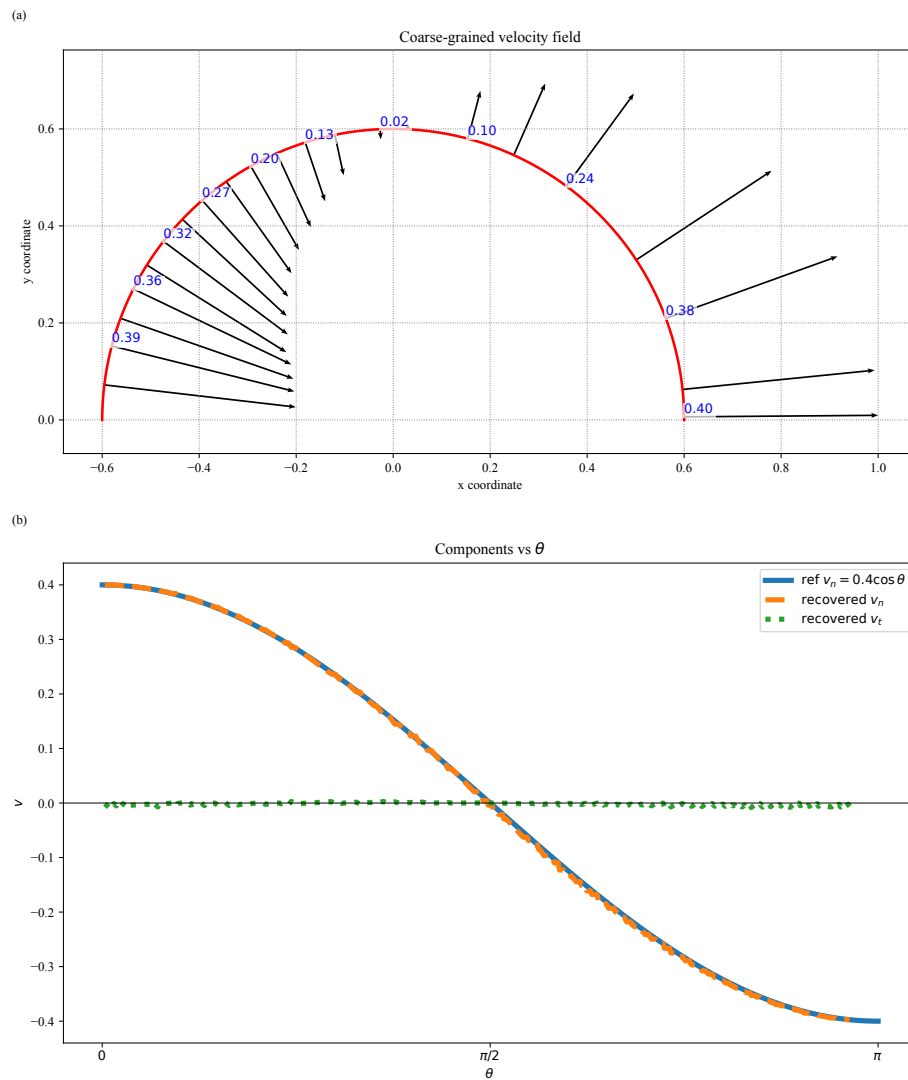 (a)
Coarse-grained velocity field
y coordinate
0.6
0.4
0.2
0.0
0.02
0.13
0.10
0.20
0.24
0.27
0.32
0.36
0.38
0.39
0.40
−0.6 −0.4 −0.2 0.0 0.2 0.4 0.6 0.8 1.0
x coordinate
(b)
Components vs θ
ref vₙ = 0.4cos θ
recovered vₙ
recovered vₜ
v
0.4
0.3
0.2
0.1
0.0
−0.1
−0.2
−0.3
−0.4
0 π/2 π
θ